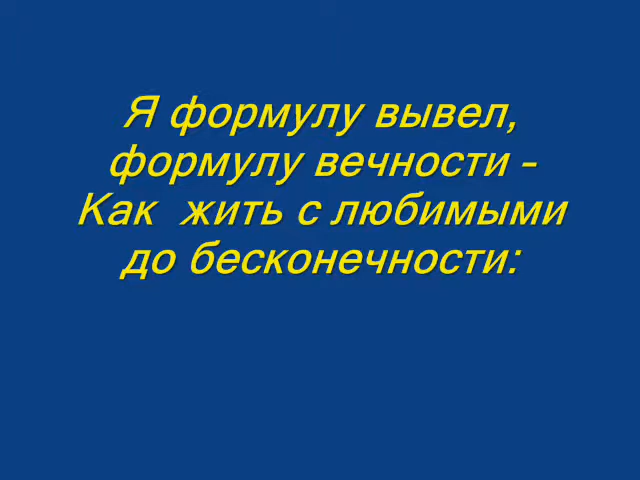 Я формулу вывел,
формулу вечности –
Как  жить с любимыми
до бесконечности: